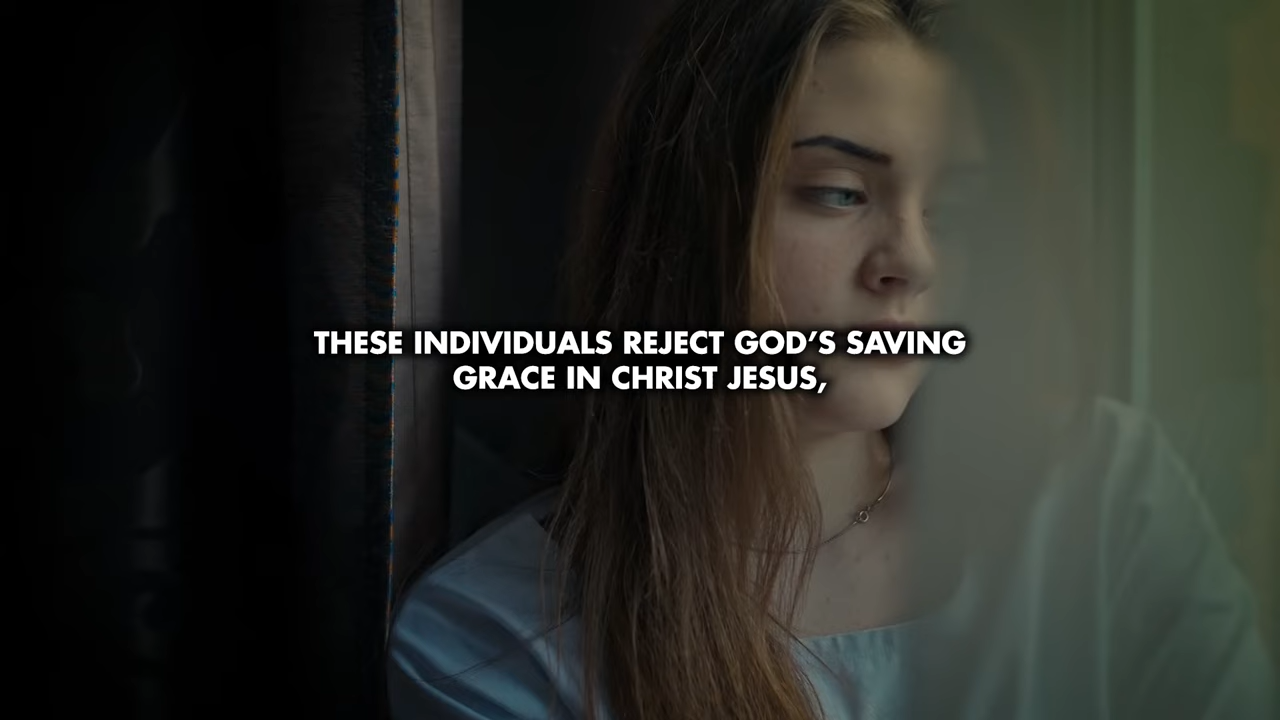 THESE INDIVIDUALS REJECT GOD’S SAVING
GRACE IN CHRIST JESUS,